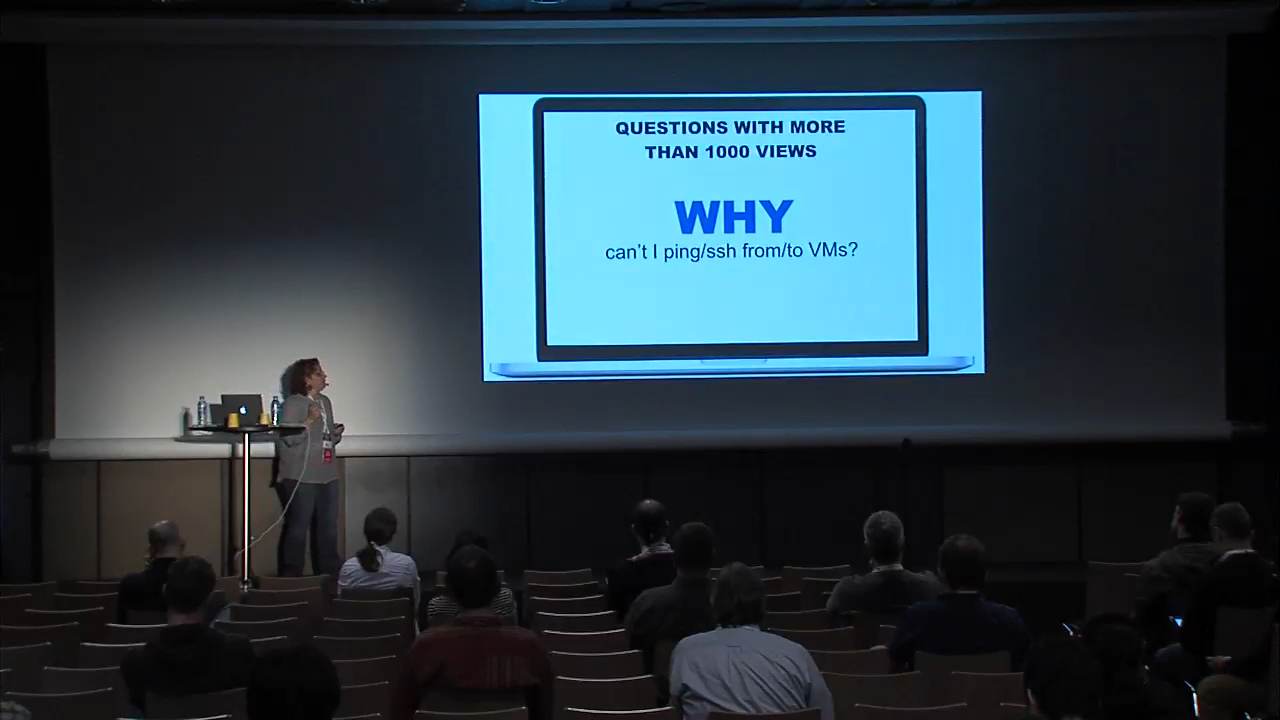 QUESTIONS WITH MORE
THAN 1000 VIEWS
WHY
can't I ping/ssh from/to VMs?